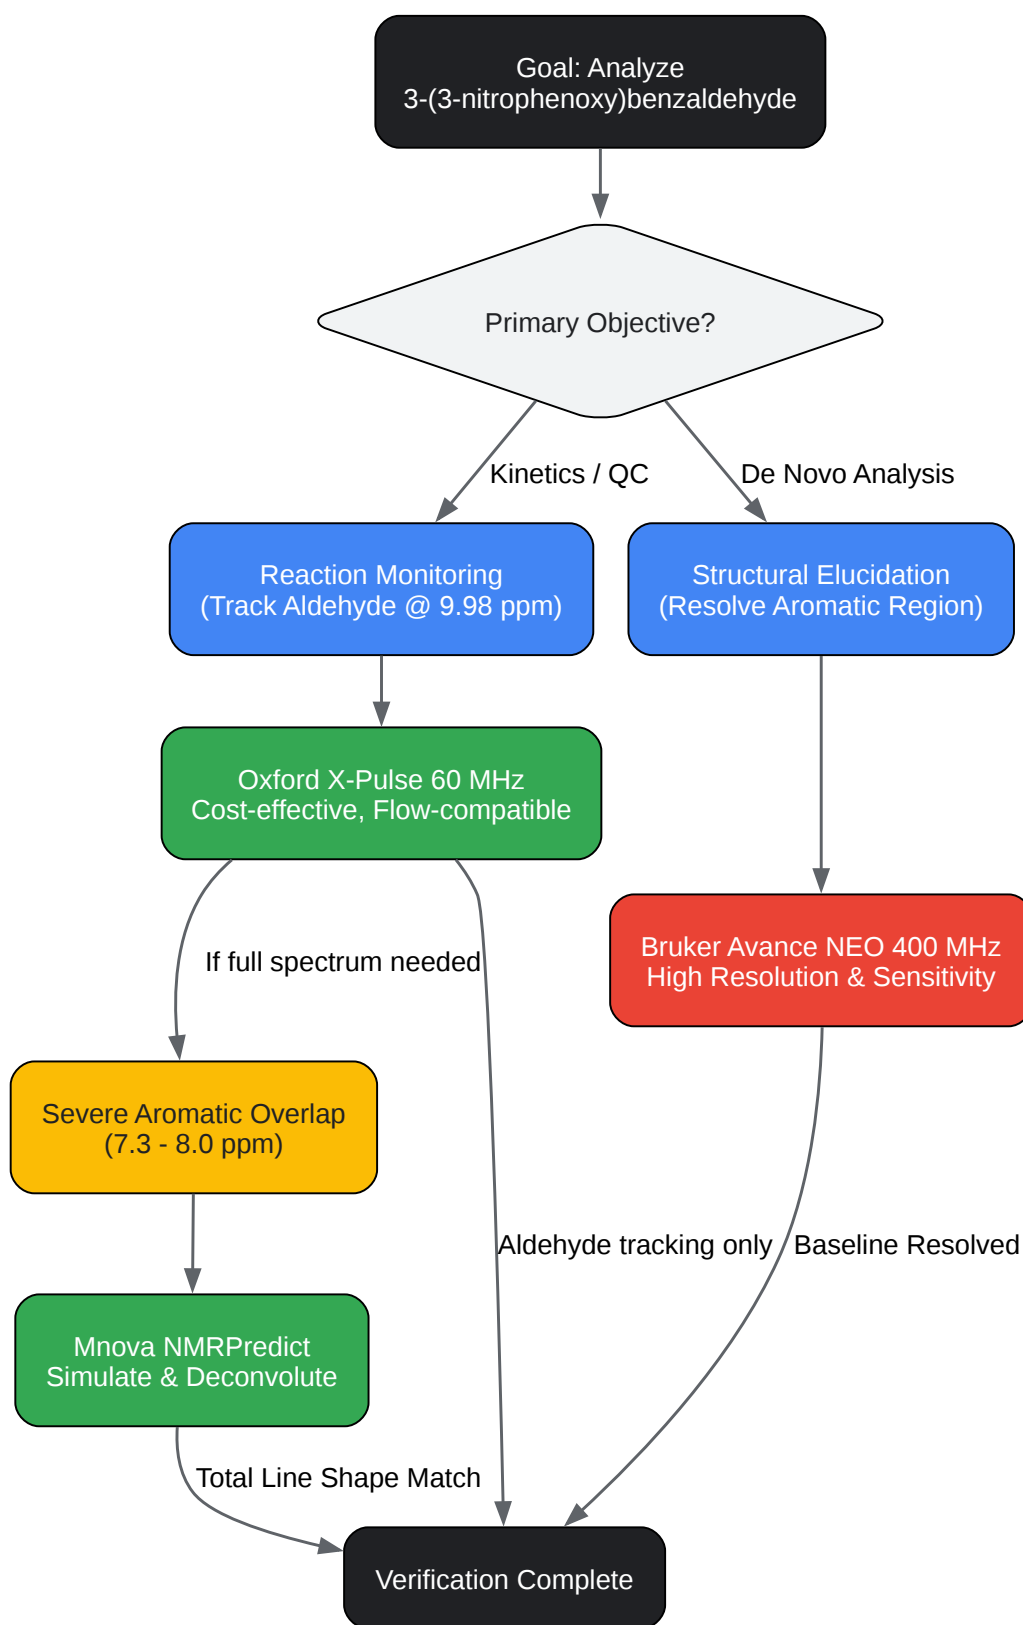 Goal: Analyze
3-(3-nitrophenoxy)benzaldehyde
Primary Objective?
Kinetics / QC
De Novo Analysis
Reaction Monitoring
(Track Aldehyde @ 9.98 ppm)
Structural Elucidation
(Resolve Aromatic Region)
Oxford X-Pulse 60 MHz
Cost-effective, Flow-compatible
Bruker Avance NEO 400 MHz
High Resolution & Sensitivity
If full spectrum needed
Severe Aromatic Overlap
(7.3 - 8.0 ppm)
Aldehyde tracking only
Baseline Resolved
Mnova NMRPredict
Simulate & Deconvolute
Total Line Shape Match
Verification Complete